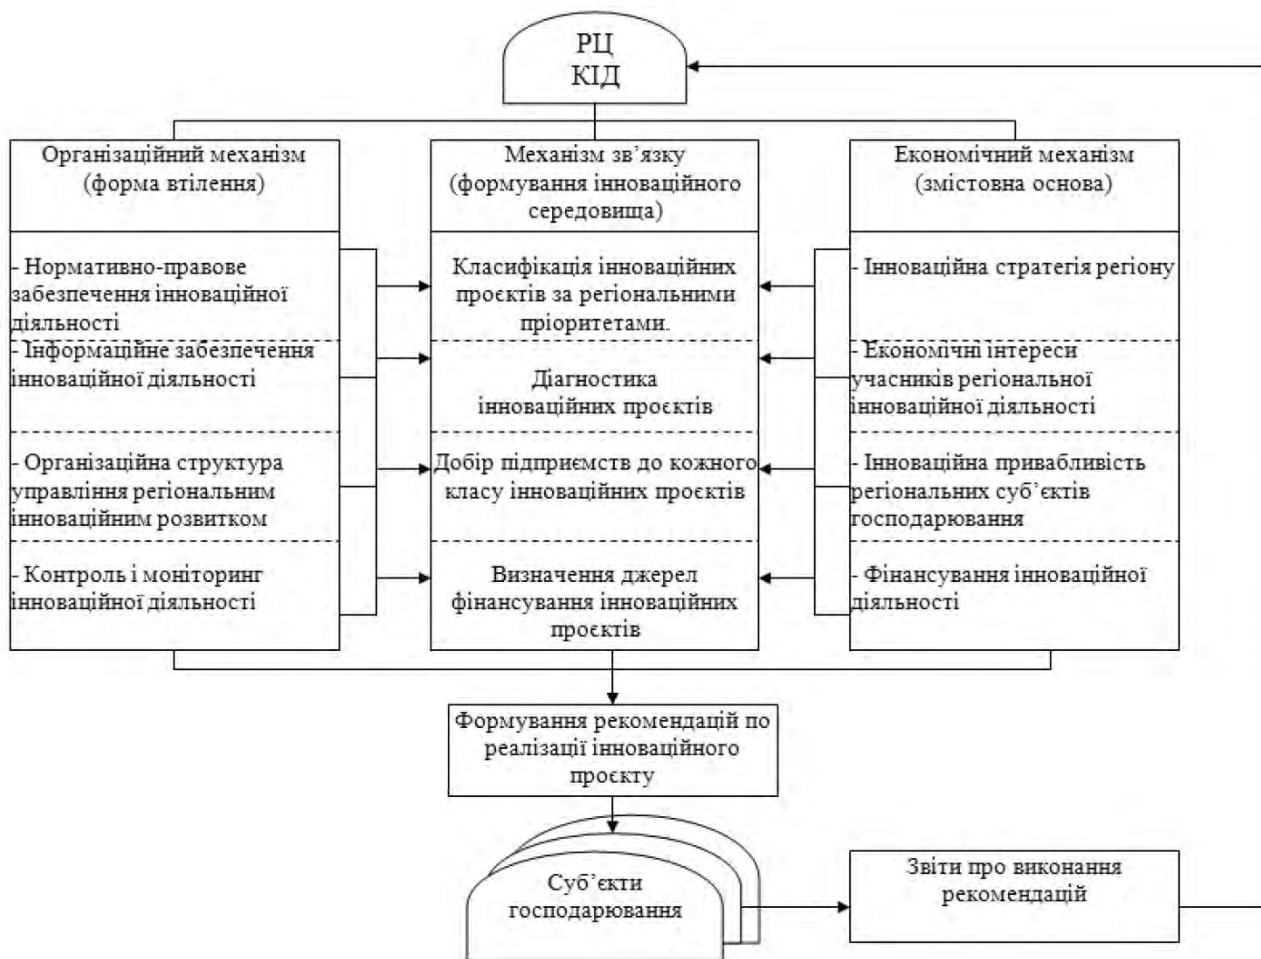 РЦ
КІД
Організаційний механізм
(форма втілення)
Механізм зв’язку
(формування інноваційного
середовища)
Економічний механізм
(змістовна основа)
- Нормативно-правове
забезпечення інноваційної
діяльності
- Інформаційне забезпечення
інноваційної діяльності
- Організаційна структура
управління регіональним
інноваційним розвитком
- Контроль і моніторинг
інноваційної діяльності
Класифікація інноваційних
проєктів за регіональними
пріоритетами.
Діагностика
інноваційних проєктів
Добір підприємств до кожного
класу інноваційних проєктів
Визначення джерел
фінансування інноваційних
проєктів
- Інноваційна стратегія регіону
- Економічні інтереси
учасників регіональної
інноваційної діяльності
- Інноваційна привабливість
регіональних суб’єктів
господарювання
- Фінансування інноваційної
діяльності
Формування рекомендацій по
реалізації інноваційного
проєкту
Суб’єкти
господарювання
Звіти про виконання
рекомендацій